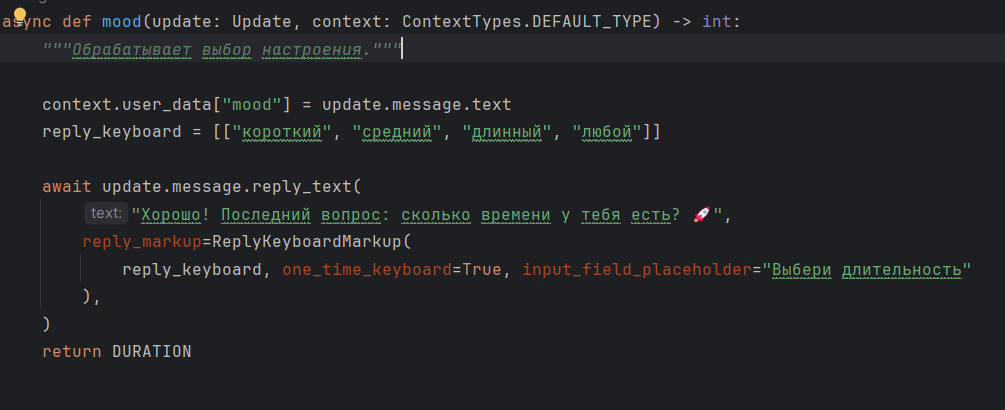 async def mood(update: Update, context: ContextTypes.DEFAULT_TYPE) -> int:
"""Обрабатывает выбор настроения."""
context.user_data["mood"] = update.message.text
reply_keyboard = [["короткий", "средний", "длинный", "любой"]]
await update.message.reply_text(
text: "Хорошо! Последний вопрос: сколько времени у тебя есть? 🚀",
reply_markup=ReplyKeyboardMarkup(
reply_keyboard, one_time_keyboard=True, input_field_placeholder="Выбери длительность"
),
)
return DURATION